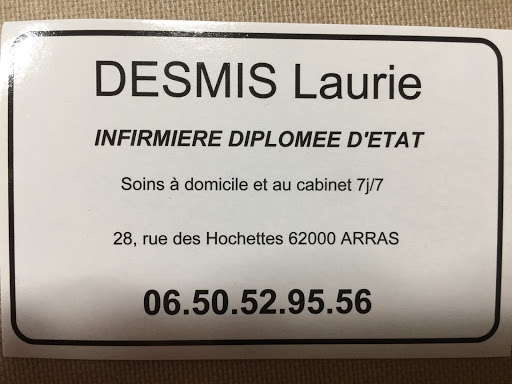 DESMIS Laurie
INFIRMIERE DIPLOMEE D'ETAT
Soins à domicile et au cabinet 7j/7
28, rue des Hochettes 62000 ARRAS
06.50.52.95.56